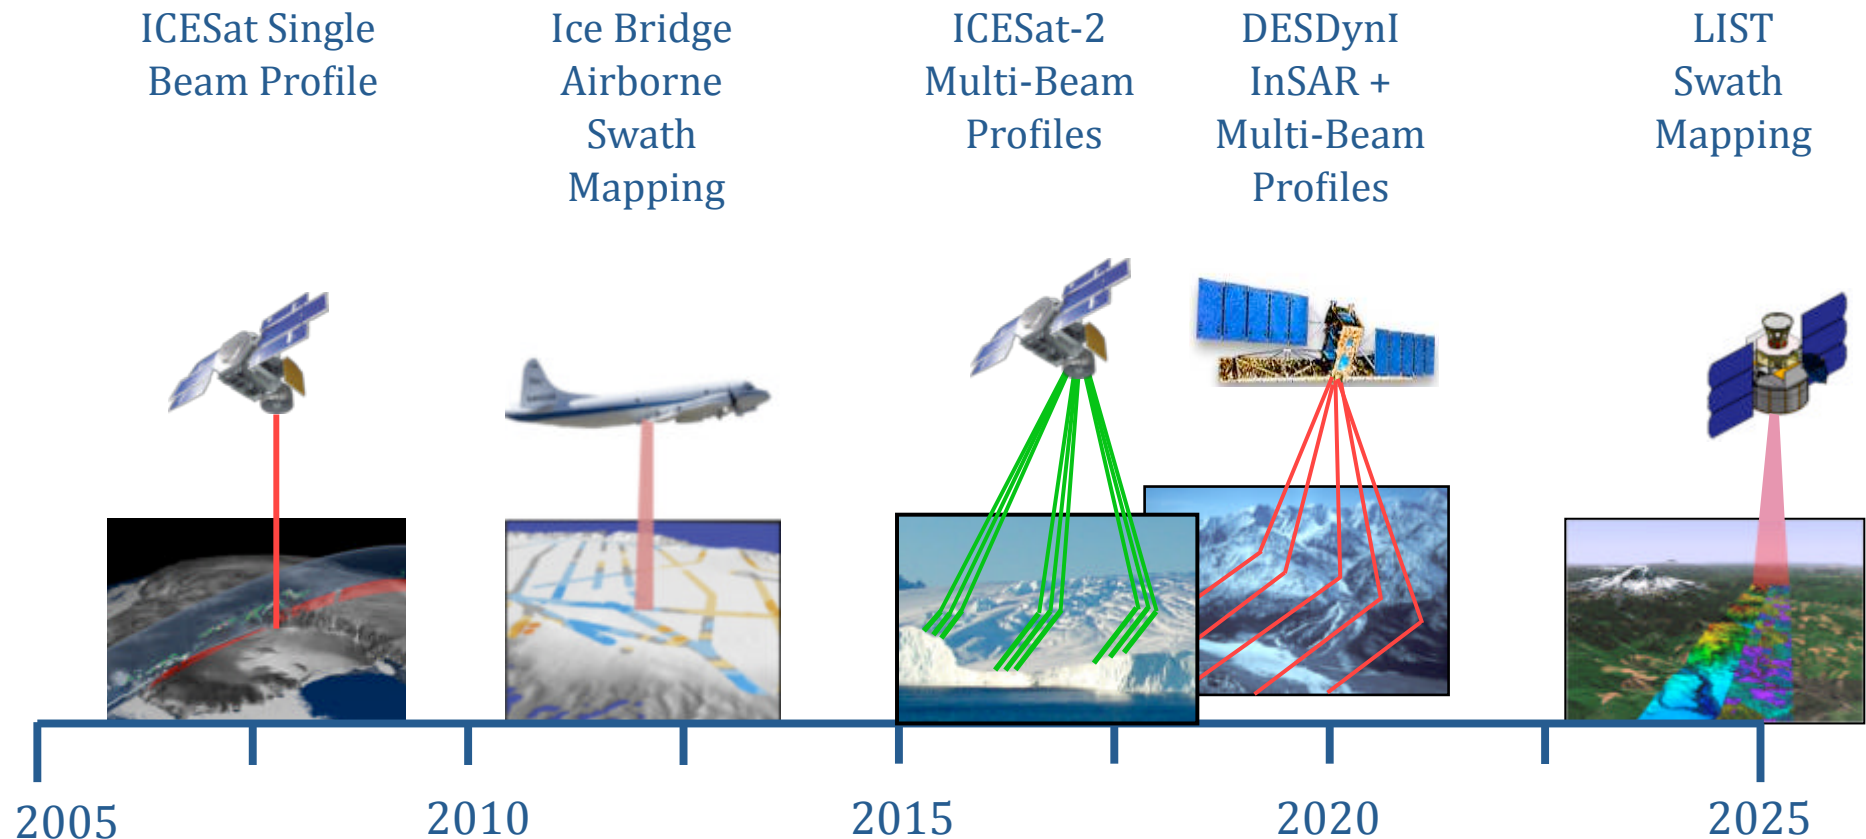 ICESat Single
Beam Profile
Ice Bridge
Airborne
Swath
Mapping
ICESat-2
Multi-Beam
Profiles
DESDynI
InSAR +
Multi-Beam
Profiles
LIST
Swath
Mapping
2005
2010
2015
2020
2025